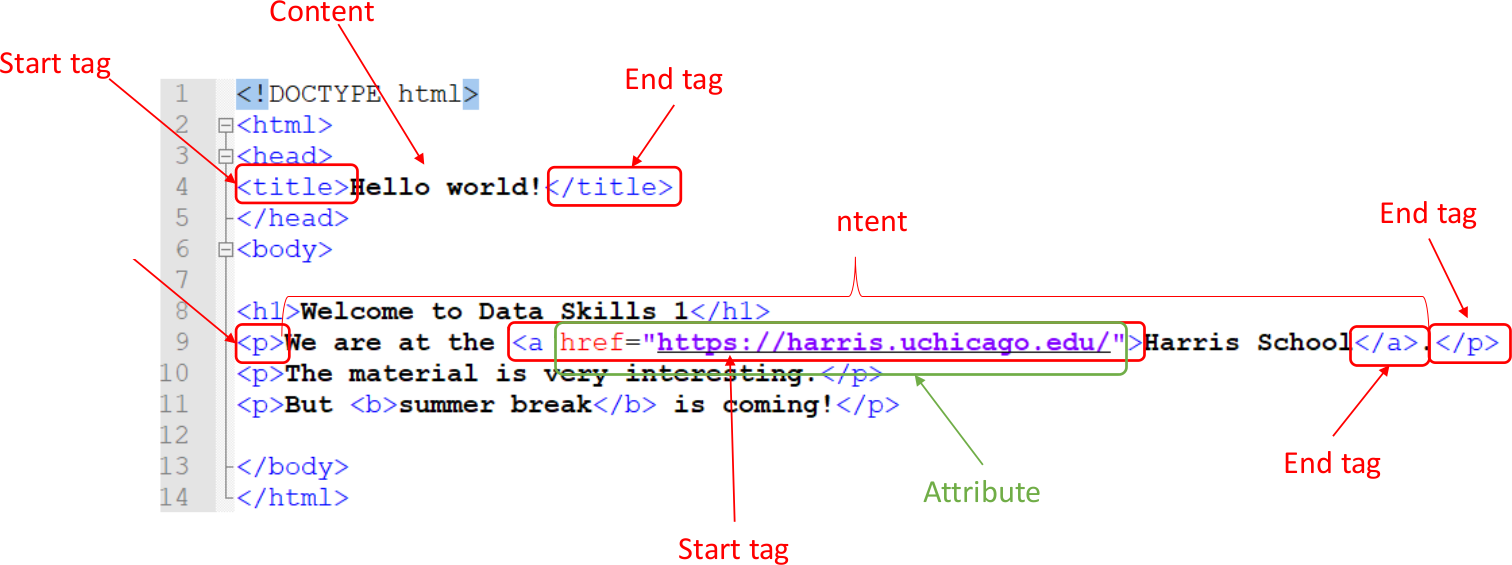 Content
Start tag
End tag
1 <!DOCTYPE html>
2 <html>
3 <head>
4 <title>Hello world!</title>
5 </head>
6 <body>
7
8 <h1>Welcome to Data Skills 1</h1>
9 <p>We are at the <a href="https://harris.uchicago.edu/">Harris School</a>.</p>
10 <p>The material is very interesting.</p>
11 <p>But <b>summer break</b> is coming!</p>
12
13 </body>
14 </html>
ntent
End tag
End tag
Attribute
Start tag